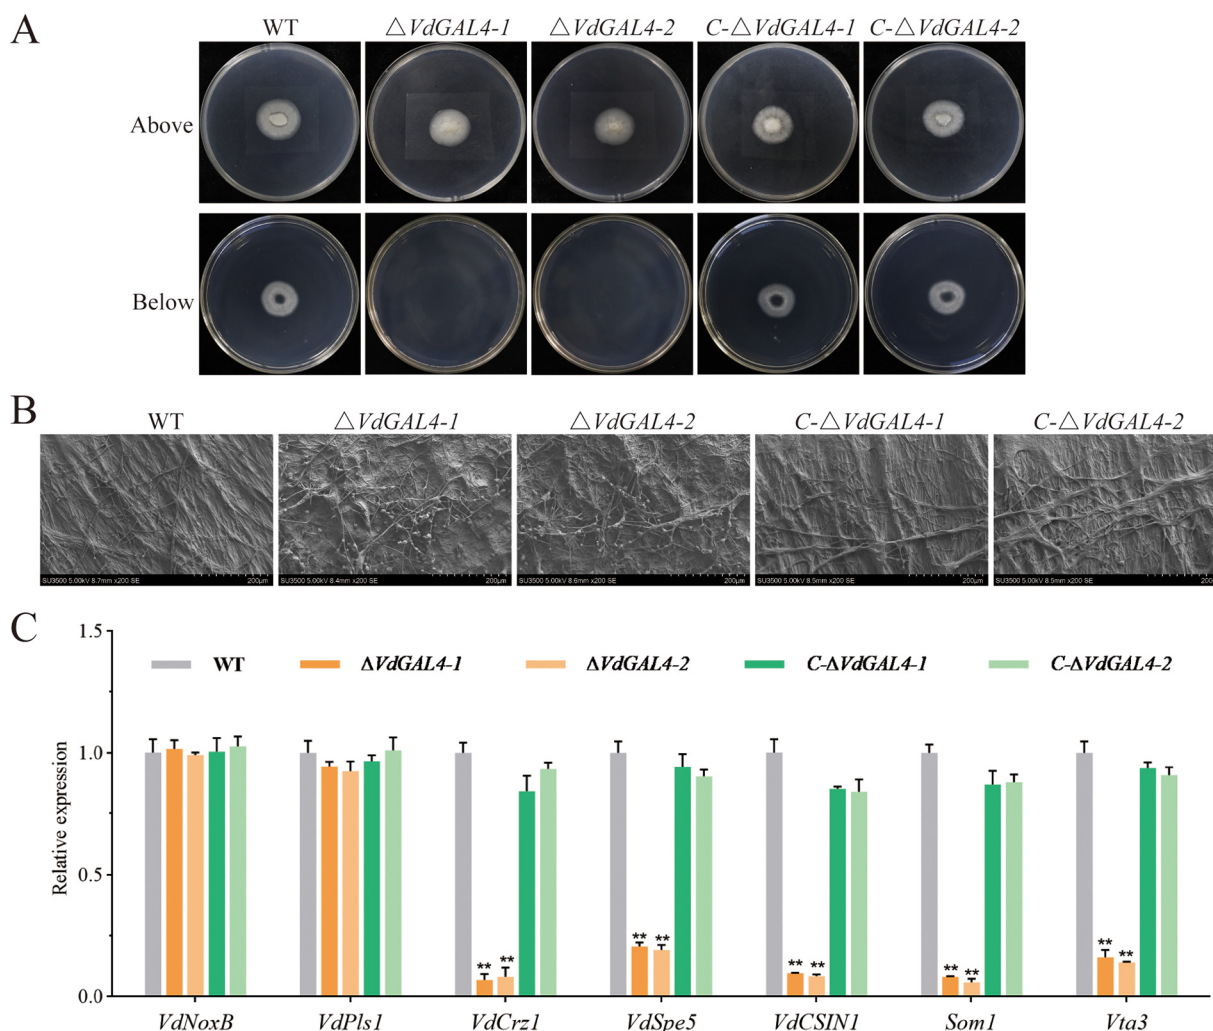 A
WT △VdGAL4-1 △VdGAL4-2 C-△VdGAL4-1 C-△VdGAL4-2
Above
Below
B
WT △VdGAL4-1 △VdGAL4-2 C-△VdGAL4-1 C-△VdGAL4-2
SU3500 5.00kV 8.7mm x200 SE 200μm SU3500 5.00kV 8.4mm x200 SE 200μm SU3500 5.00kV 8.6mm x200 SE 200μm SU3500 5.00kV 8.5mm x200 SE 200μm SU3500 5.00kV 8.5mm x200 SE 200μm
C
WT ΔVdGAL4-1 ΔVdGAL4-2 C-ΔVdGAL4-1 C-ΔVdGAL4-2
Relative expression
1.5
1.0
0.5
0.0
** ** ** ** ** ** ** ** ** **
VdNoxB VdPls1 VdCrz1 VdSpe5 VdCSIN1 Som1 Vta3